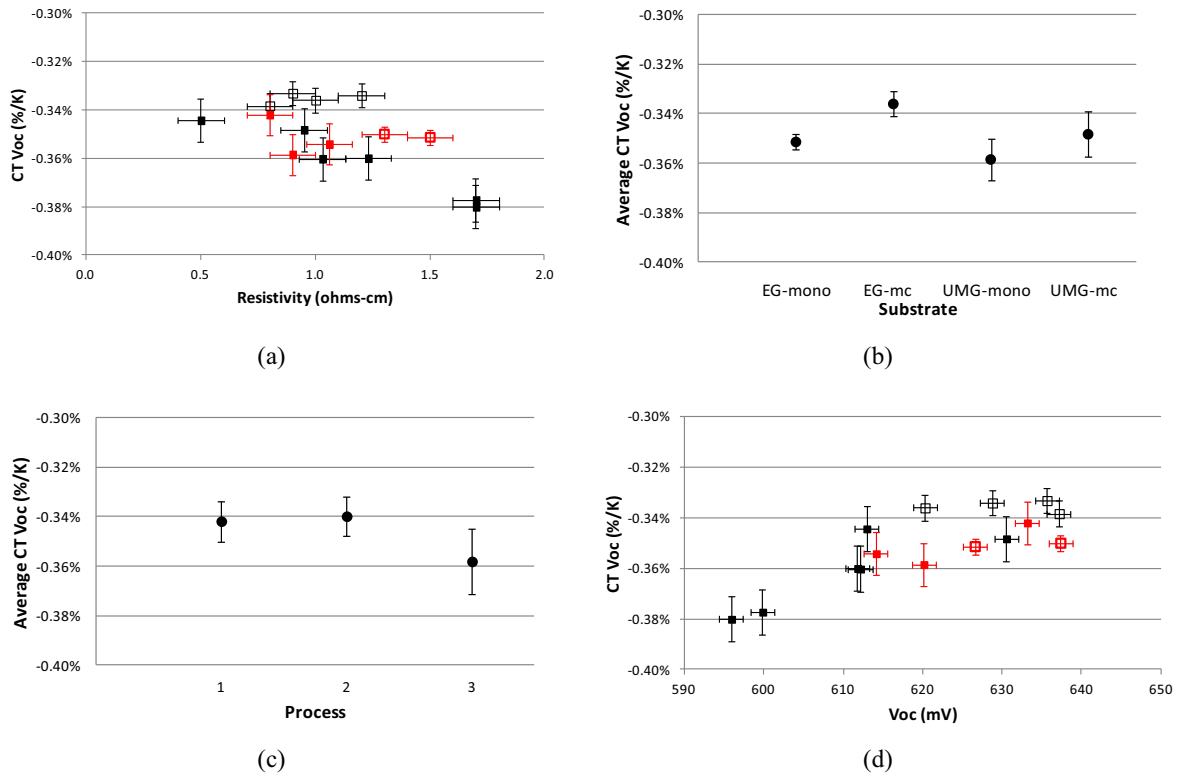 -0.30%
-0.32%
-0.34%
-0.36%
-0.38%
-0.40%
CT Voc (%/K)
0.0 0.5 1.0 1.5 2.0
Resistivity (ohms-cm)
(a)
-0.30%
-0.32%
-0.34%
-0.36%
-0.38%
-0.40%
Average CT Voc (%/K)
EG-mono EG-mc UMG-mono UMG-mc
Substrate
(b)
-0.30%
-0.32%
-0.34%
-0.36%
-0.38%
-0.40%
Average CT Voc (%/K)
1 2 3
Process
(c)
-0.30%
-0.32%
-0.34%
-0.36%
-0.38%
-0.40%
CT Voc (%/K)
590 600 610 620 630 640 650
Voc (mV)
(d)